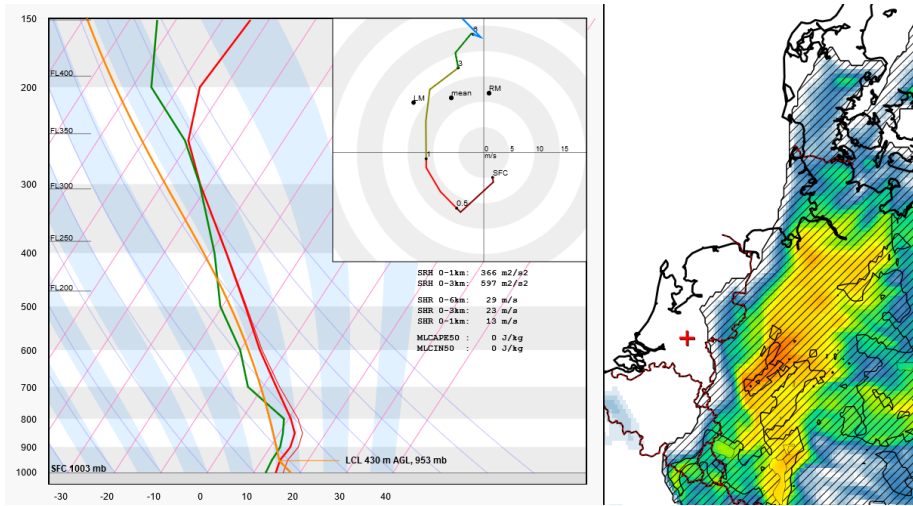 150
200
300
400
500
600
700
800
900
1000
FL400
FL350
FL300
FL250
FL200
SFC 1003 mb
-30 -20 -10 0 10 20 30 40
8
3
LM
mean
RM
1
0 5 10 15
m/s
SFC
0.5
SRH 0-1km: 366 m2/s2
SRH 0-3km: 597 m2/s2
SHR 0-6km: 29 m/s
SHR 0-3km: 23 m/s
SHR 0-1km: 13 m/s
MLCAPE50 : 0 J/kg
MLCIN50 : 0 J/kg
LCL 430 m AGL, 953 mb